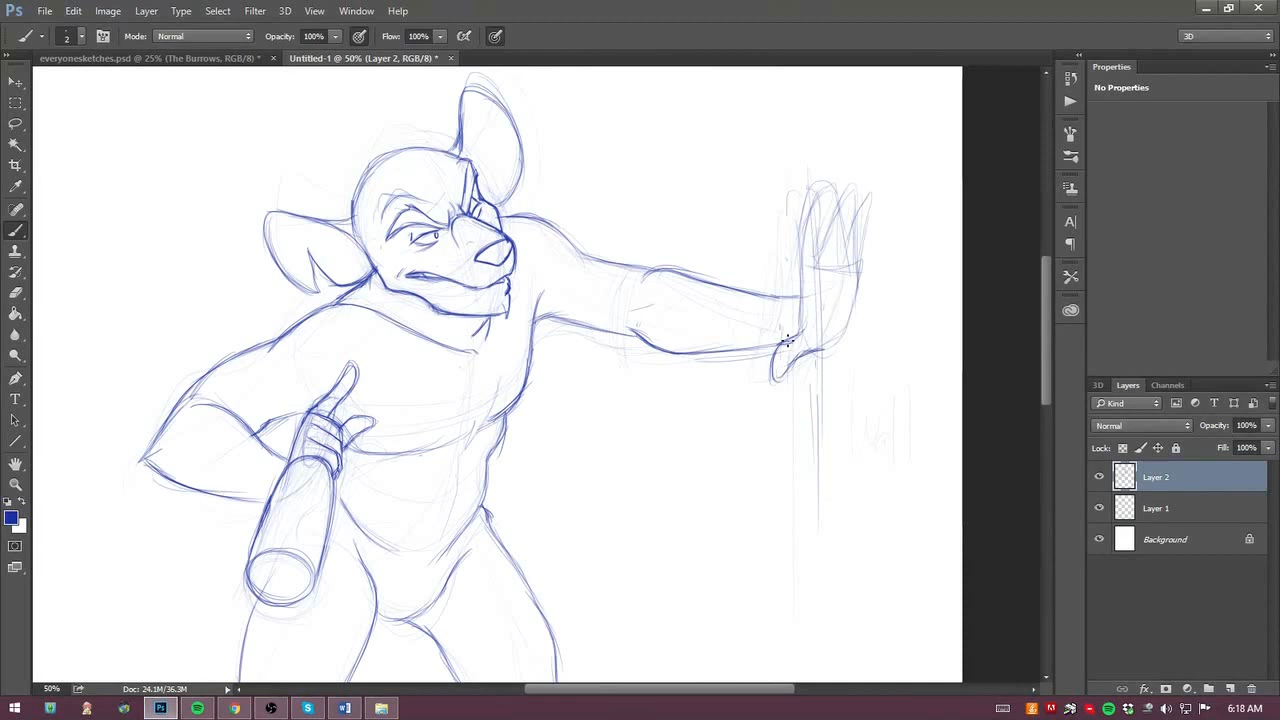 Ps File Edit Image Layer Type Select Filter 3D View Window Help
2 Mode: Normal Opacity: 100% Flow: 100% 3D
everyonesketches.psd @ 25% (The Burrows, RGB/8) * × Untitled-1 @ 50% (Layer 2, RGB/8) * ×
Properties
No Properties
Wall
3D Layers Channels
Kind
Normal Opacity: 100%
Lock: Fill: 100%
Layer 2
Layer 1
Background
50% Doc: 24.1M/36.3M
6:18 AM